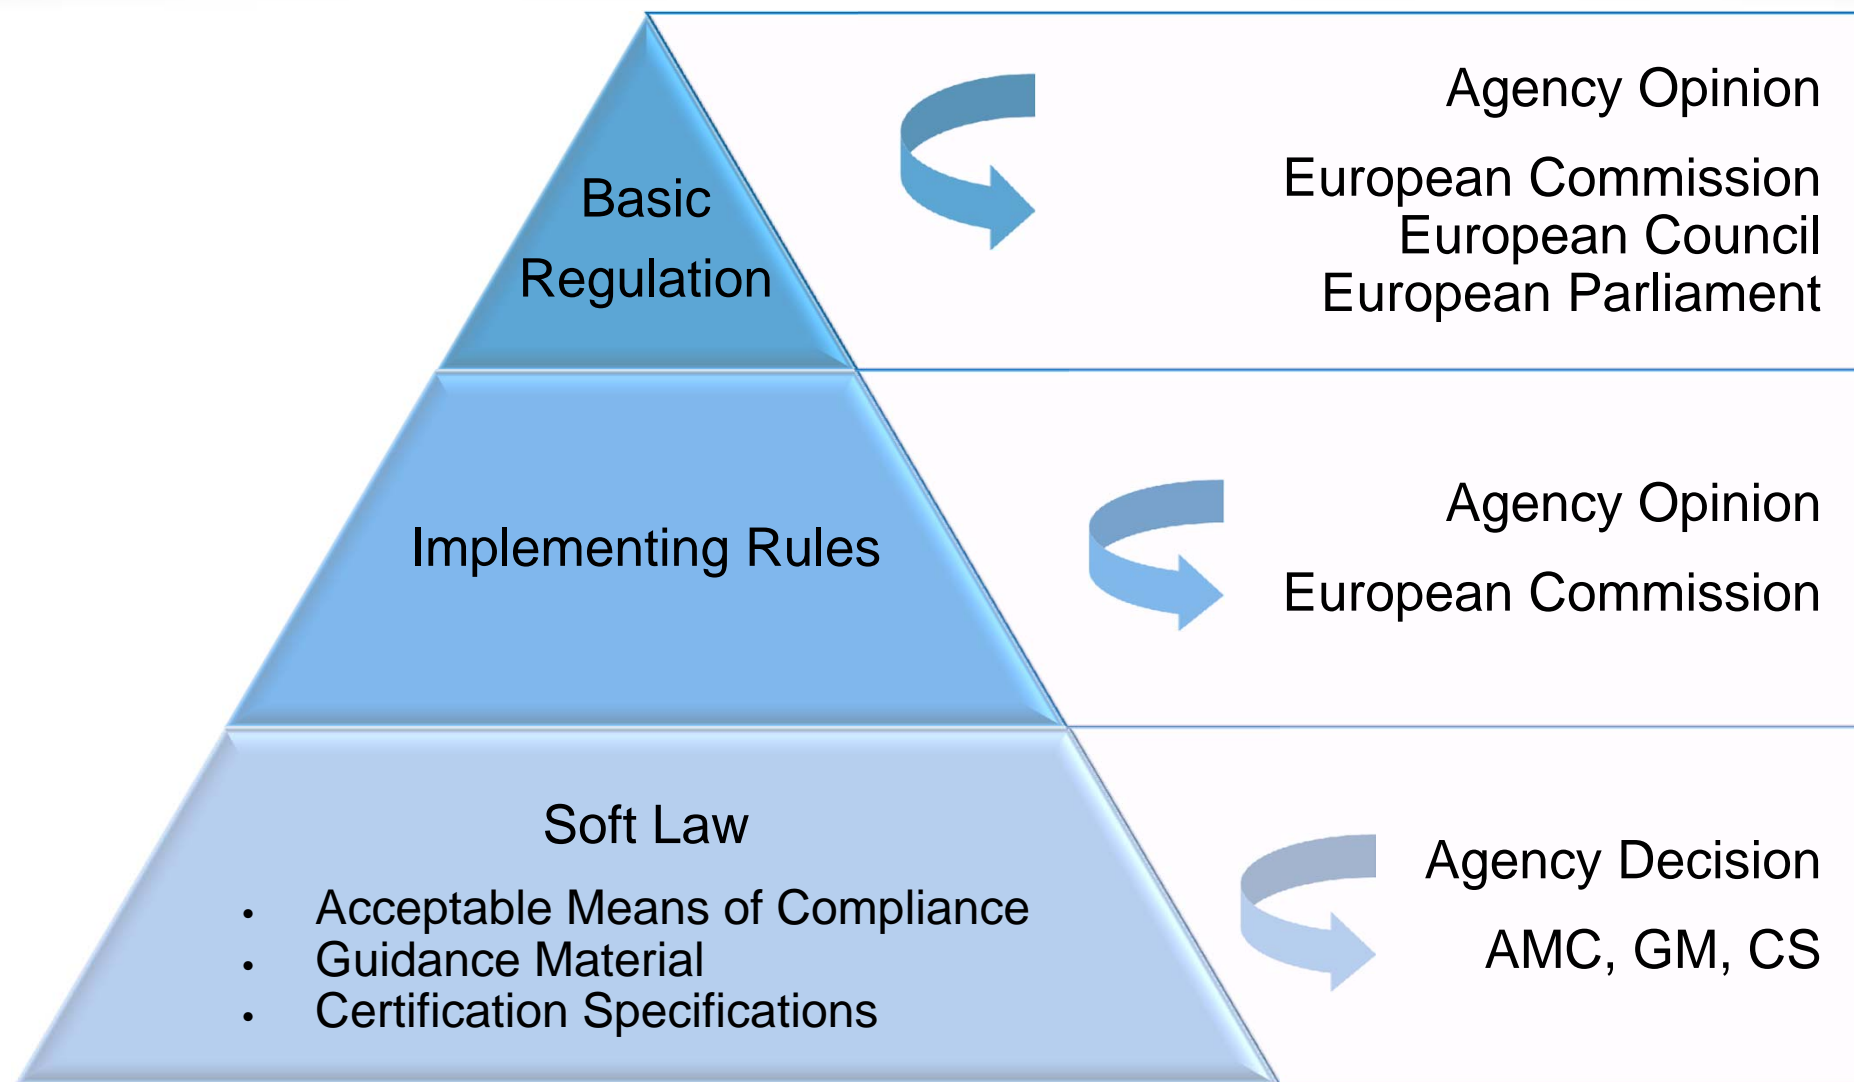 Basic
Regulation
Agency Opinion
European Commission
European Council
European Parliament
Implementing Rules
Agency Opinion
European Commission
Soft Law
• Acceptable Means of Compliance
• Guidance Material
• Certification Specifications
Agency Decision
AMC, GM, CS